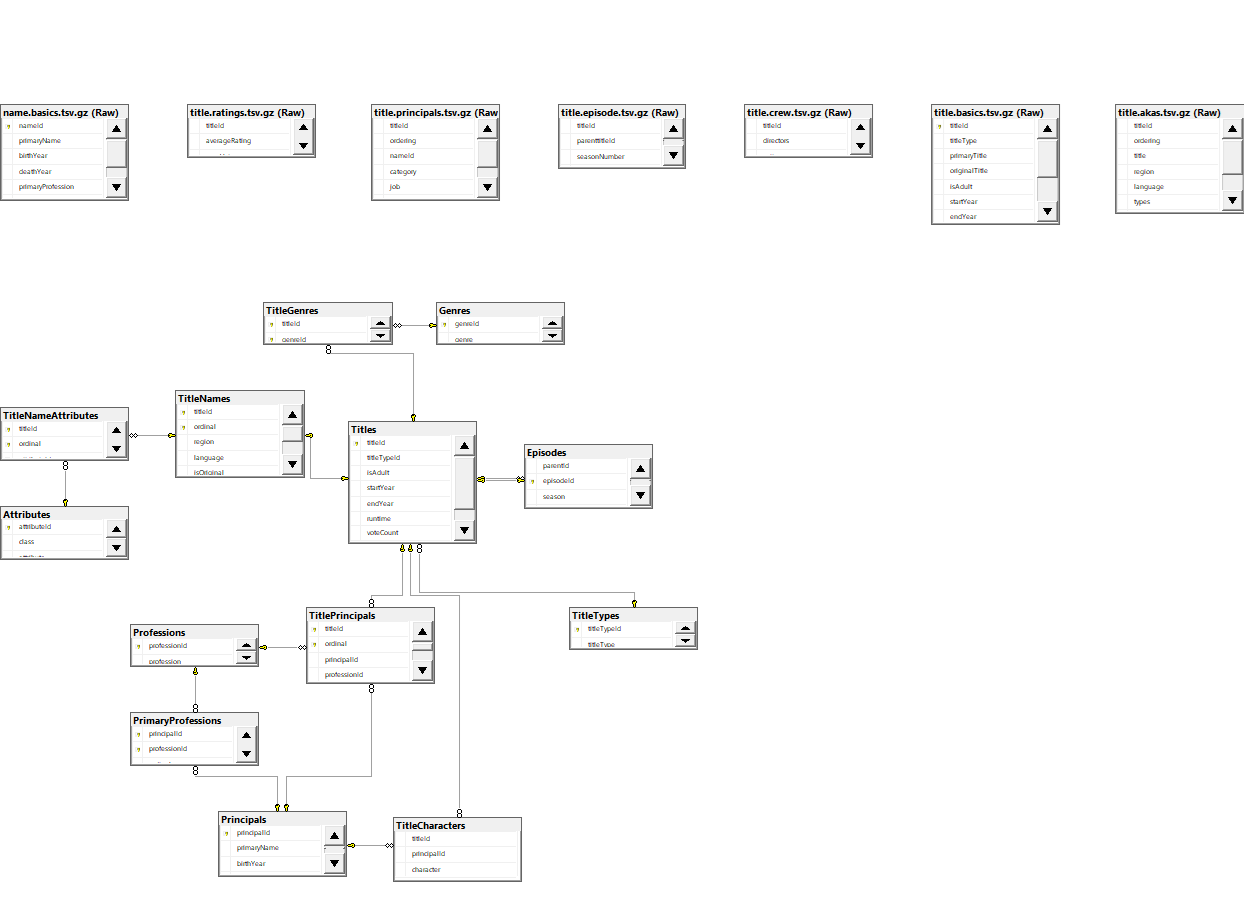 name.basics.tsv.gz (Raw)
nameId
primaryName
birthYear
deathYear
primaryProfession
title.ratings.tsv.gz (Raw)
titleId
averageRating
title.principals.tsv.gz (Raw
titleId
ordering
nameId
category
job
title.episode.tsv.gz (Raw)
titleId
parenttitleId
seasonNumber
title.crew.tsv.gz (Raw)
titleId
directors
title.basics.tsv.gz (Raw)
titleId
titleType
primaryTitle
originalTitle
isAdult
startYear
endYear
title.akas.tsv.gz (Raw)
titleId
ordering
title
region
language
types
TitleGenres
titleId
genreId
Genres
genreId
genre
TitleNameAttributes
titleId
ordinal
TitleNames
titleId
ordinal
region
language
isOriginal
Titles
titleId
titleTypeId
isAdult
startYear
endYear
runtime
voteCount
Episodes
parentId
episodeId
season
Attributes
attributeId
class
Professions
professionId
profession
TitlePrincipals
titleId
ordinal
principalId
professionId
TitleTypes
titleTypeId
titleType
PrimaryProfessions
principalId
professionId
Principals
principalId
primaryName
birthYear
TitleCharacters
titleId
principalId
character